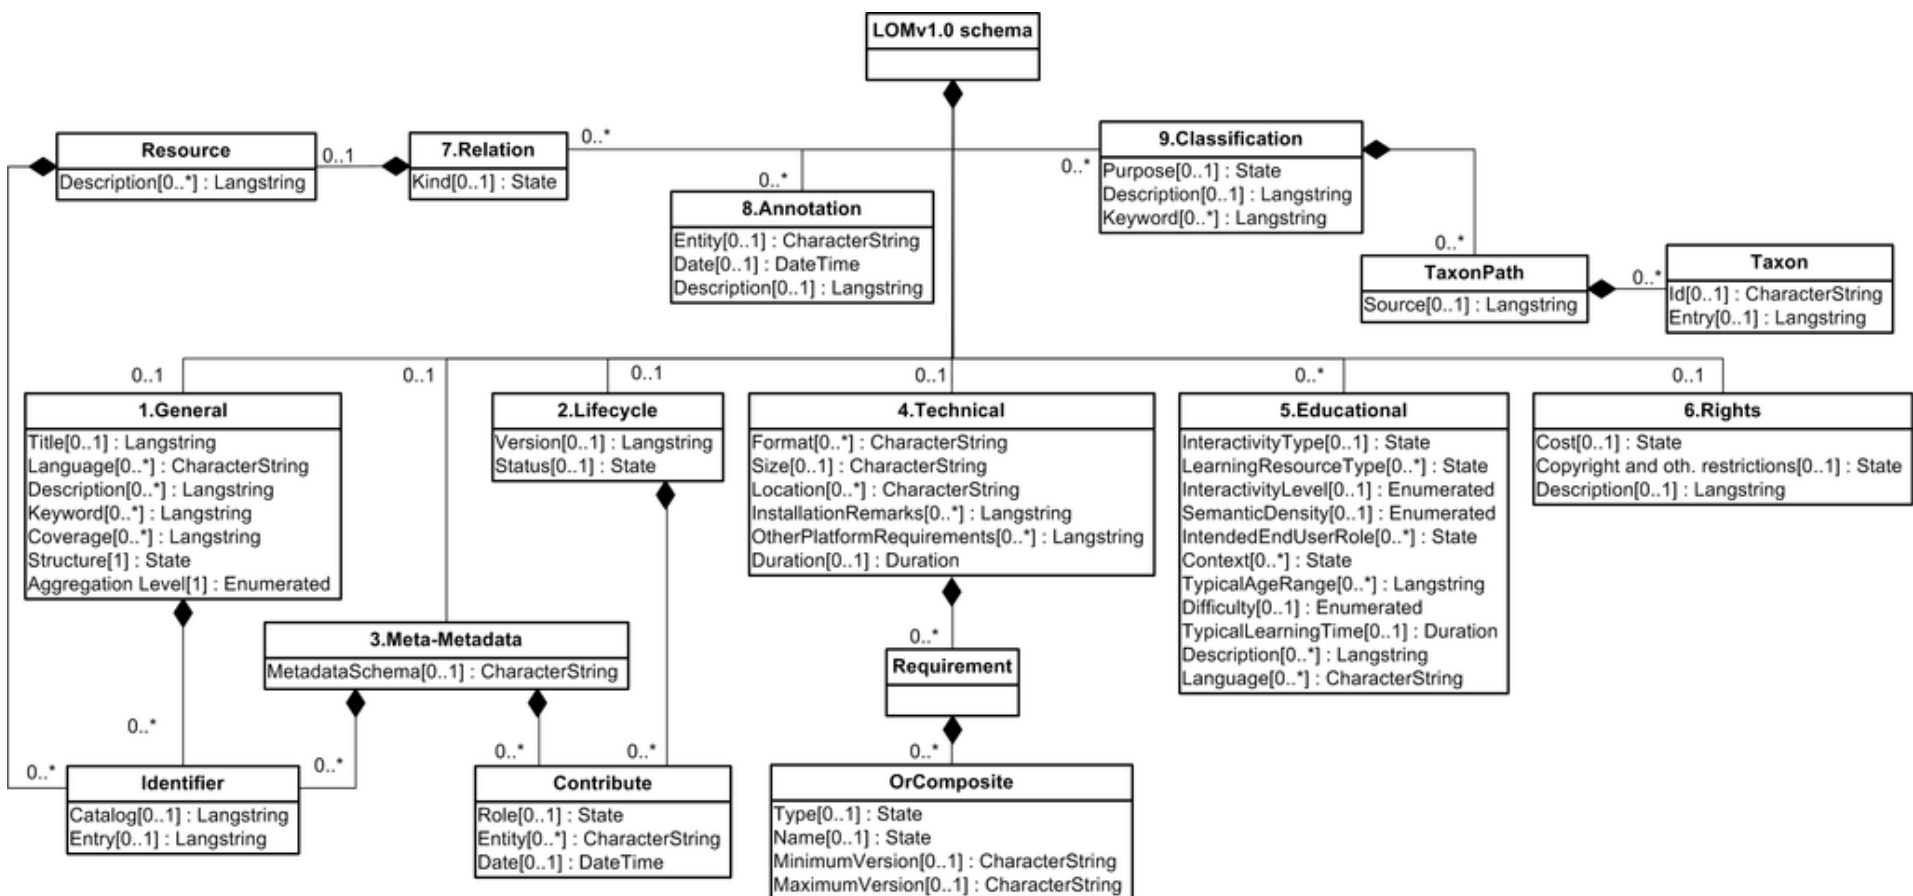 LOMv1.0 schema
Resource
Description[0..*] : Langstring
0..1
7.Relation
Kind[0..1] : State
0..*
0..*
8.Annotation
Entity[0..1] : CharacterString
Date[0..1] : DateTime
Description[0..1] : Langstring
0..*
9.Classification
Purpose[0..1] : State
Description[0..1] : Langstring
Keyword[0..*] : Langstring
0..*
TaxonPath
Source[0..1] : Langstring
0..*
Taxon
Id[0..1] : CharacterString
Entry[0..1] : Langstring
0..1
1.General
Title[0..1] : Langstring
Language[0..*] : CharacterString
Description[0..*] : Langstring
Keyword[0..*] : Langstring
Coverage[0..*] : Langstring
Structure[1] : State
Aggregation Level[1] : Enumerated
0..1
0..1
2.Lifecycle
Version[0..1] : Langstring
Status[0..1] : State
0..1
4.Technical
Format[0..*] : CharacterString
Size[0..1] : CharacterString
Location[0..*] : CharacterString
InstallationRemarks[0..*] : Langstring
OtherPlatformRequirements[0..*] : Langstring
Duration[0..1] : Duration
0..*
5.Educational
InteractivityType[0..1] : State
LearningResourceType[0..*] : State
InteractivityLevel[0..1] : Enumerated
SemanticDensity[0..1] : Enumerated
IntendedEndUserRole[0..*] : State
Context[0..*] : State
TypicalAgeRange[0..*] : Langstring
Difficulty[0..1] : Enumerated
TypicalLearningTime[0..1] : Duration
Description[0..*] : Langstring
Language[0..*] : CharacterString
0..1
6.Rights
Cost[0..1] : State
Copyright and oth. restrictions[0..1] : State
Description[0..1] : Langstring
3.Meta-Metadata
MetadataSchema[0..1] : CharacterString
0..*
Requirement
0..*
0..*
0..*
0..*
0..*
0..*
Identifier
Catalog[0..1] : Langstring
Entry[0..1] : Langstring
Contribute
Role[0..1] : State
Entity[0..*] : CharacterString
Date[0..1] : DateTime
OrComposite
Type[0..1] : State
Name[0..1] : State
MinimumVersion[0..1] : CharacterString
MaximumVersion[0..1] : CharacterString